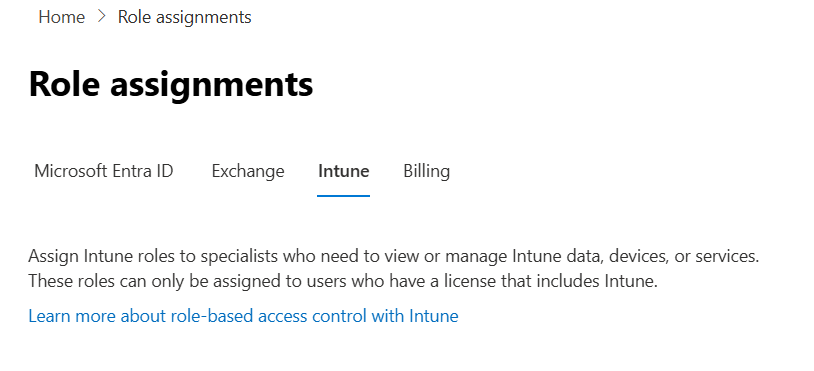 Home > Role assignments
Role assignments
Microsoft Entra ID Exchange Intune Billing
Assign Intune roles to specialists who need to view or manage Intune data, devices, or services.
These roles can only be assigned to users who have a license that includes Intune.
Learn more about role-based access control with Intune